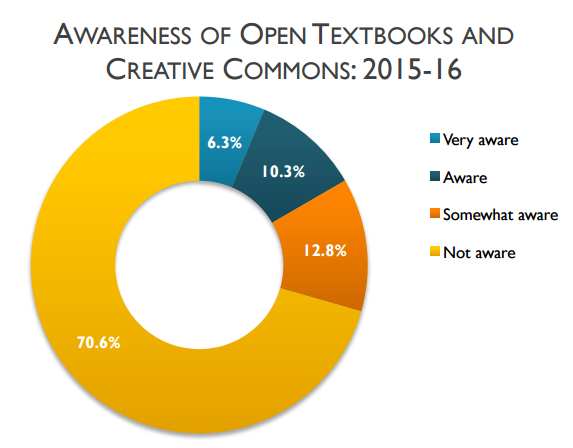 AWARENESS OF OPEN TEXTBOOKS AND
CREATIVE COMMONS: 2015-16
6.3%
10.3%
12.8%
70.6%
Very aware
Aware
Somewhat aware
Not aware